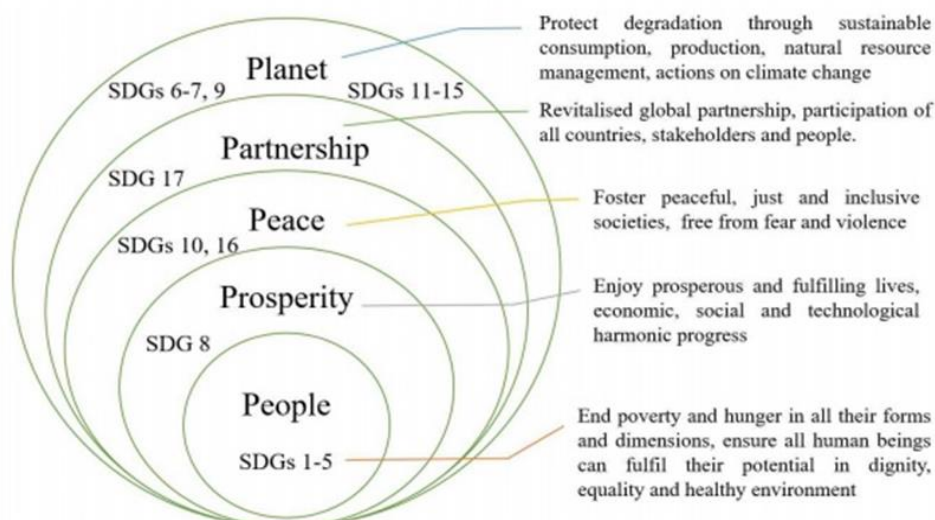 Planet
SDGs 6-7, 9
SDGs 11-15
Protect degradation through sustainable
consumption, production, natural resource
management, actions on climate change
Partnership
SDG 17
Revitalised global partnership, participation of
all countries, stakeholders and people.
Peace
SDGs 10, 16
Foster peaceful, just and inclusive
societies, free from fear and violence
Prosperity
SDG 8
Enjoy prosperous and fulfilling lives,
economic, social and technological
harmonic progress
People
SDGs 1-5
End poverty and hunger in all their forms
and dimensions, ensure all human beings
can fulfil their potential in dignity,
equality and healthy environment